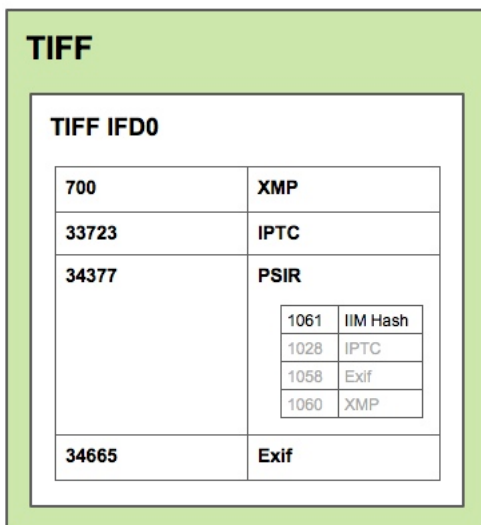 TIFF
TIFF IFD0
700 XMP
33723 IPTC
34377 PSIR
1061 IIM Hash
1028 IPTC
1058 Exif
1060 XMP
34665 Exif